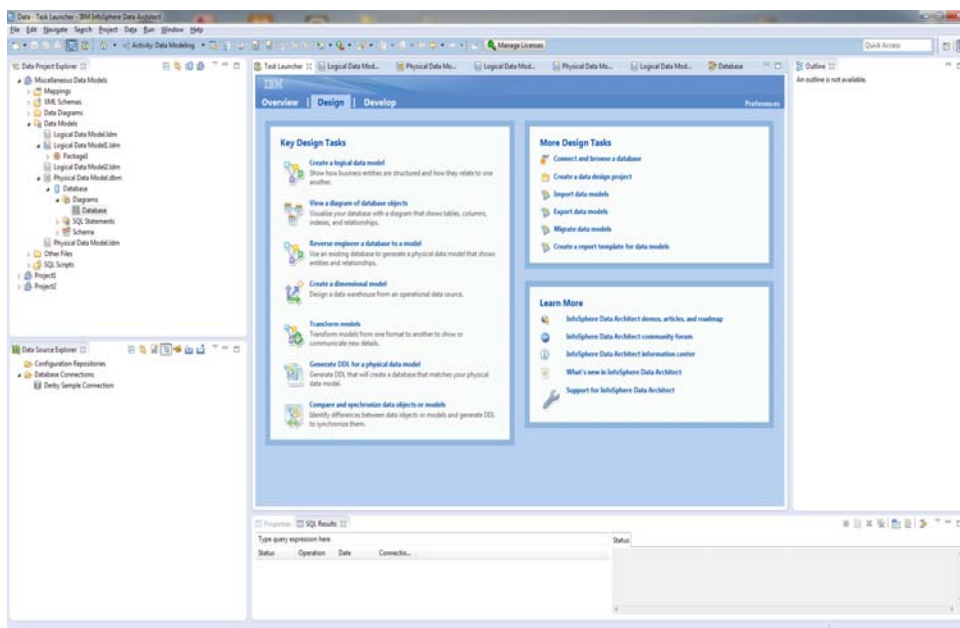 Data - Task Launcher - IBM InfoSphere Data Architect
File Edit Navigate Search Project Data Run Window Help
Activity: Data Modeling
Manage Licenses
Quick Access
Data Project Explorer
Miscellaneous Data Models
Mappings
XML Schemas
Data Diagrams
Data Models
Logical Data Model.ldm
Logical Data Model1.ldm
Package1
Logical Data Model2.ldm
Physical Data Model.dbm
Database
Diagrams
Database
SQL Statements
Schema
Physical Data Model.ldm
Other Files
SQL Scripts
Project1
Project2
Data Source Explorer
Configuration Repositories
Database Connections
Derby Sample Connection
Task Launcher
Logical Data Mod...
Physical Data Mo...
Logical Data Mod...
Physical Data Mo...
Logical Data Mod...
Database
IBM
Overview Design Develop
Preferences
Key Design Tasks
Create a logical data model
Show how business entities are structured and how they relate to one
another.
View a diagram of database objects
Visualize your database with a diagram that shows tables, columns,
indexes, and relationships.
Reverse engineer a database to a model
Use an existing database to generate a physical data model that shows
entities and relationships.
Create a dimensional model
Design a data warehouse from an operational data source.
Transform models
Transform models from one format to another to show or
communicate new details.
Generate DDL for a physical data model
Generate DDL that will create a database that matches your physical
data model.
Compare and synchronize data objects or models
Identify differences between data objects or models and generate DDL
to synchronize them.
More Design Tasks
Connect and browse a database
Create a data design project
Import data models
Export data models
Migrate data models
Create a report template for data models
Learn More
InfoSphere Data Architect demos, articles, and roadmap
InfoSphere Data Architect community forum
InfoSphere Data Architect information center
What's new in InfoSphere Data Architect
Support for InfoSphere Data Architect
Outline
An outline is not available.
Properties
SQL Results
Type query expression here
Status Operation Date Connectio...
Status